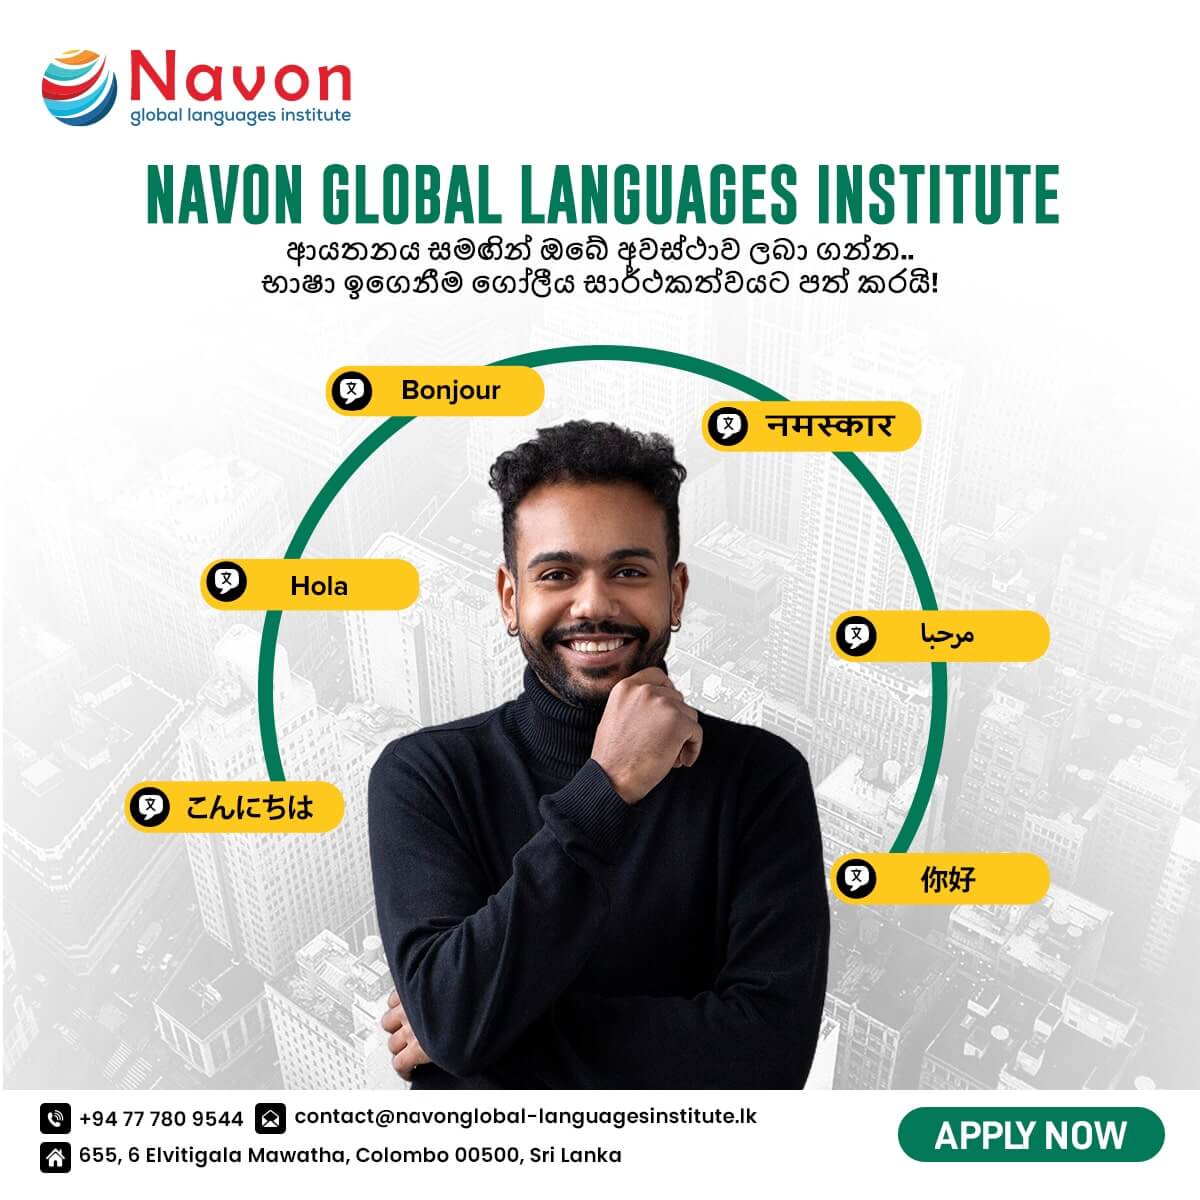 Navon
global languages institute
NAVON GLOBAL LANGUAGES INSTITUTE
ආයතනය සමඟින් ඔබේ අවස්ථාව ලබා ගන්න..
භාෂා ඉගෙනීම ගෝලීය සාර්ථකත්වයට පත් කරයි!
Bonjour
नमस्कार
Hola
مرحبا
こんにちは
你好
+94 77 780 9544 contact@navonglobal-languagesinstitute.lk
655, 6 Elvitigala Mawatha, Colombo 00500, Sri Lanka
APPLY NOW